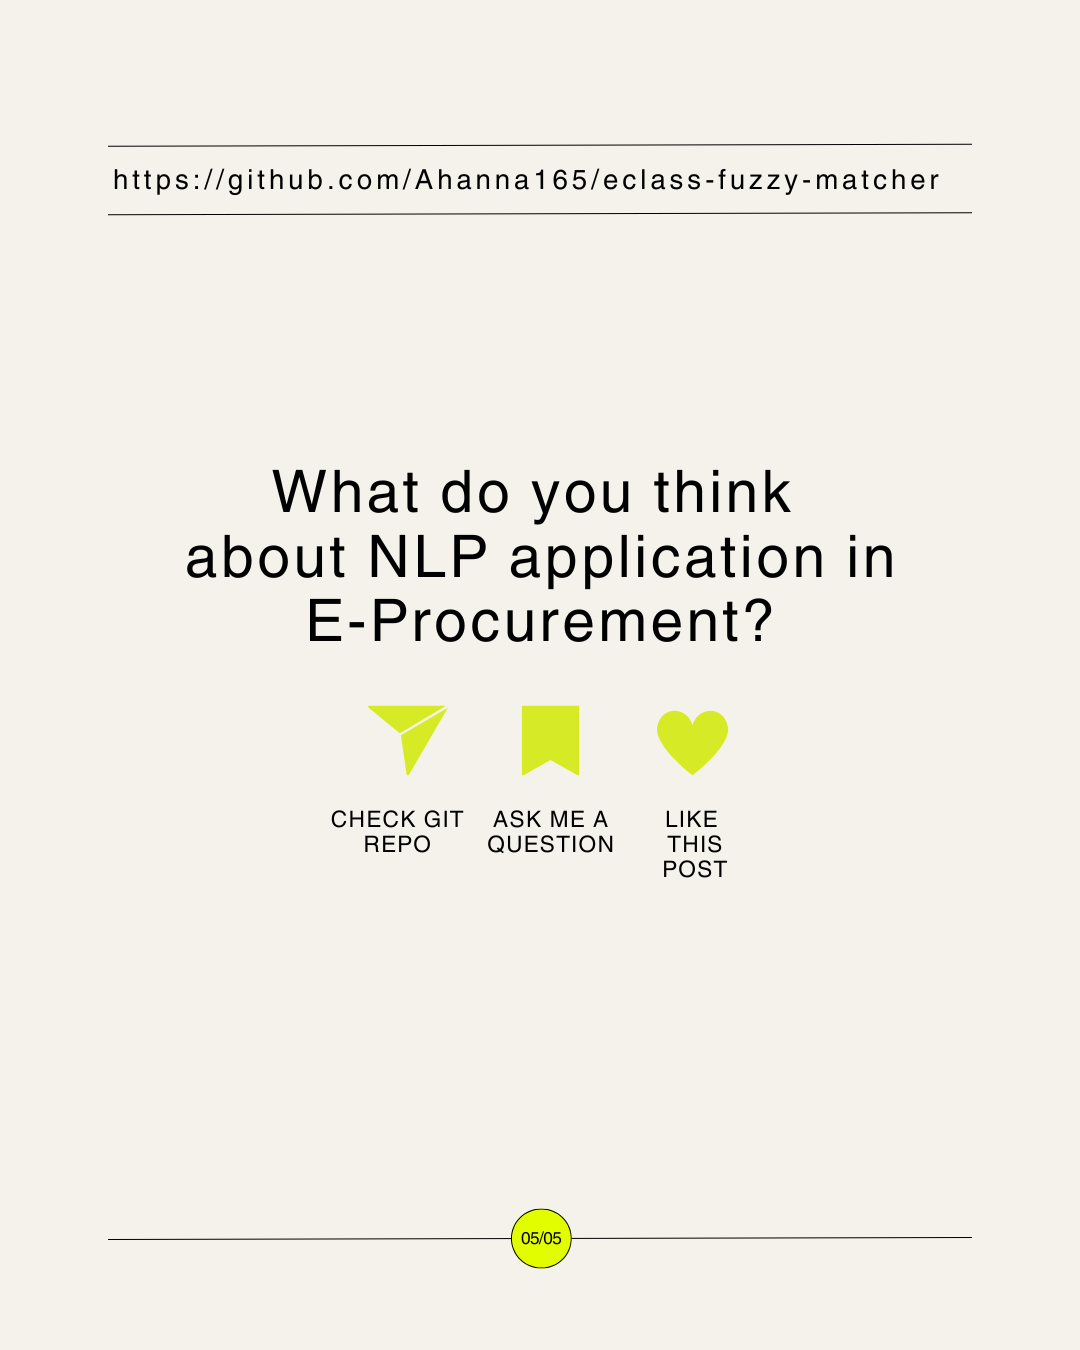 https://github.com/Ahanna165/eclass-fuzzy-matcher
What do you think
about NLP application in
E-Procurement?
CHECK GIT
REPO
ASK ME A
QUESTION
LIKE
THIS
POST
05/05